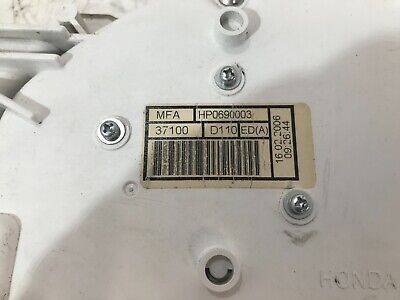 MFA HP0690003
37100 D110 ED(A)
16.02.2006
09:26:44
HONDA